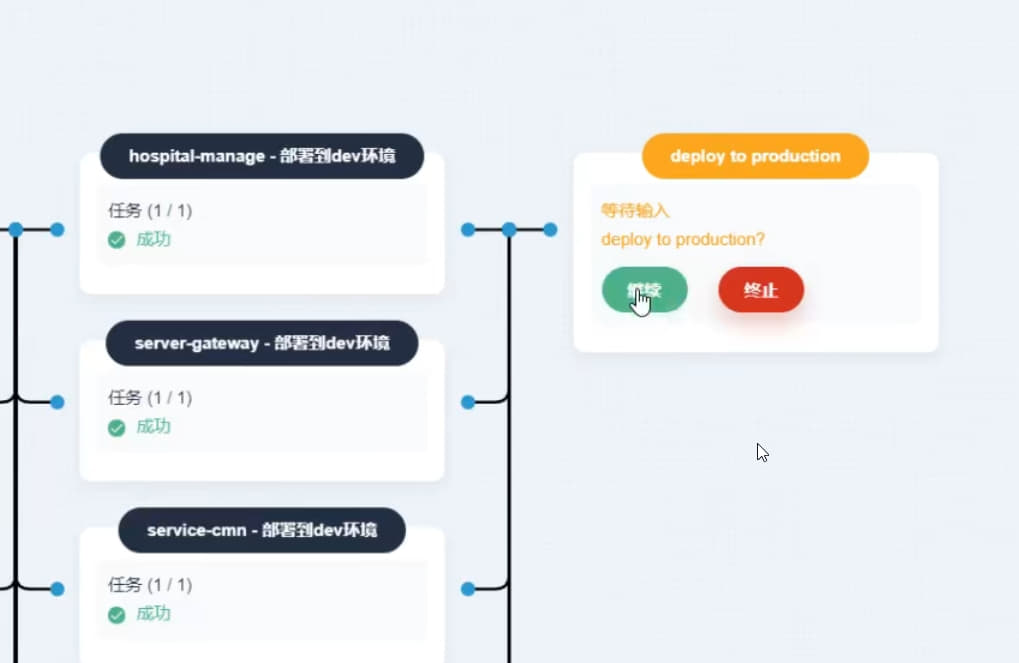 hospital-manage - 部署到dev环境
任务 (1 / 1)
成功
server-gateway - 部署到dev环境
任务 (1 / 1)
成功
service-cmn - 部署到dev环境
任务 (1 / 1)
成功
deploy to production
等待输入
deploy to production?
继续
终止